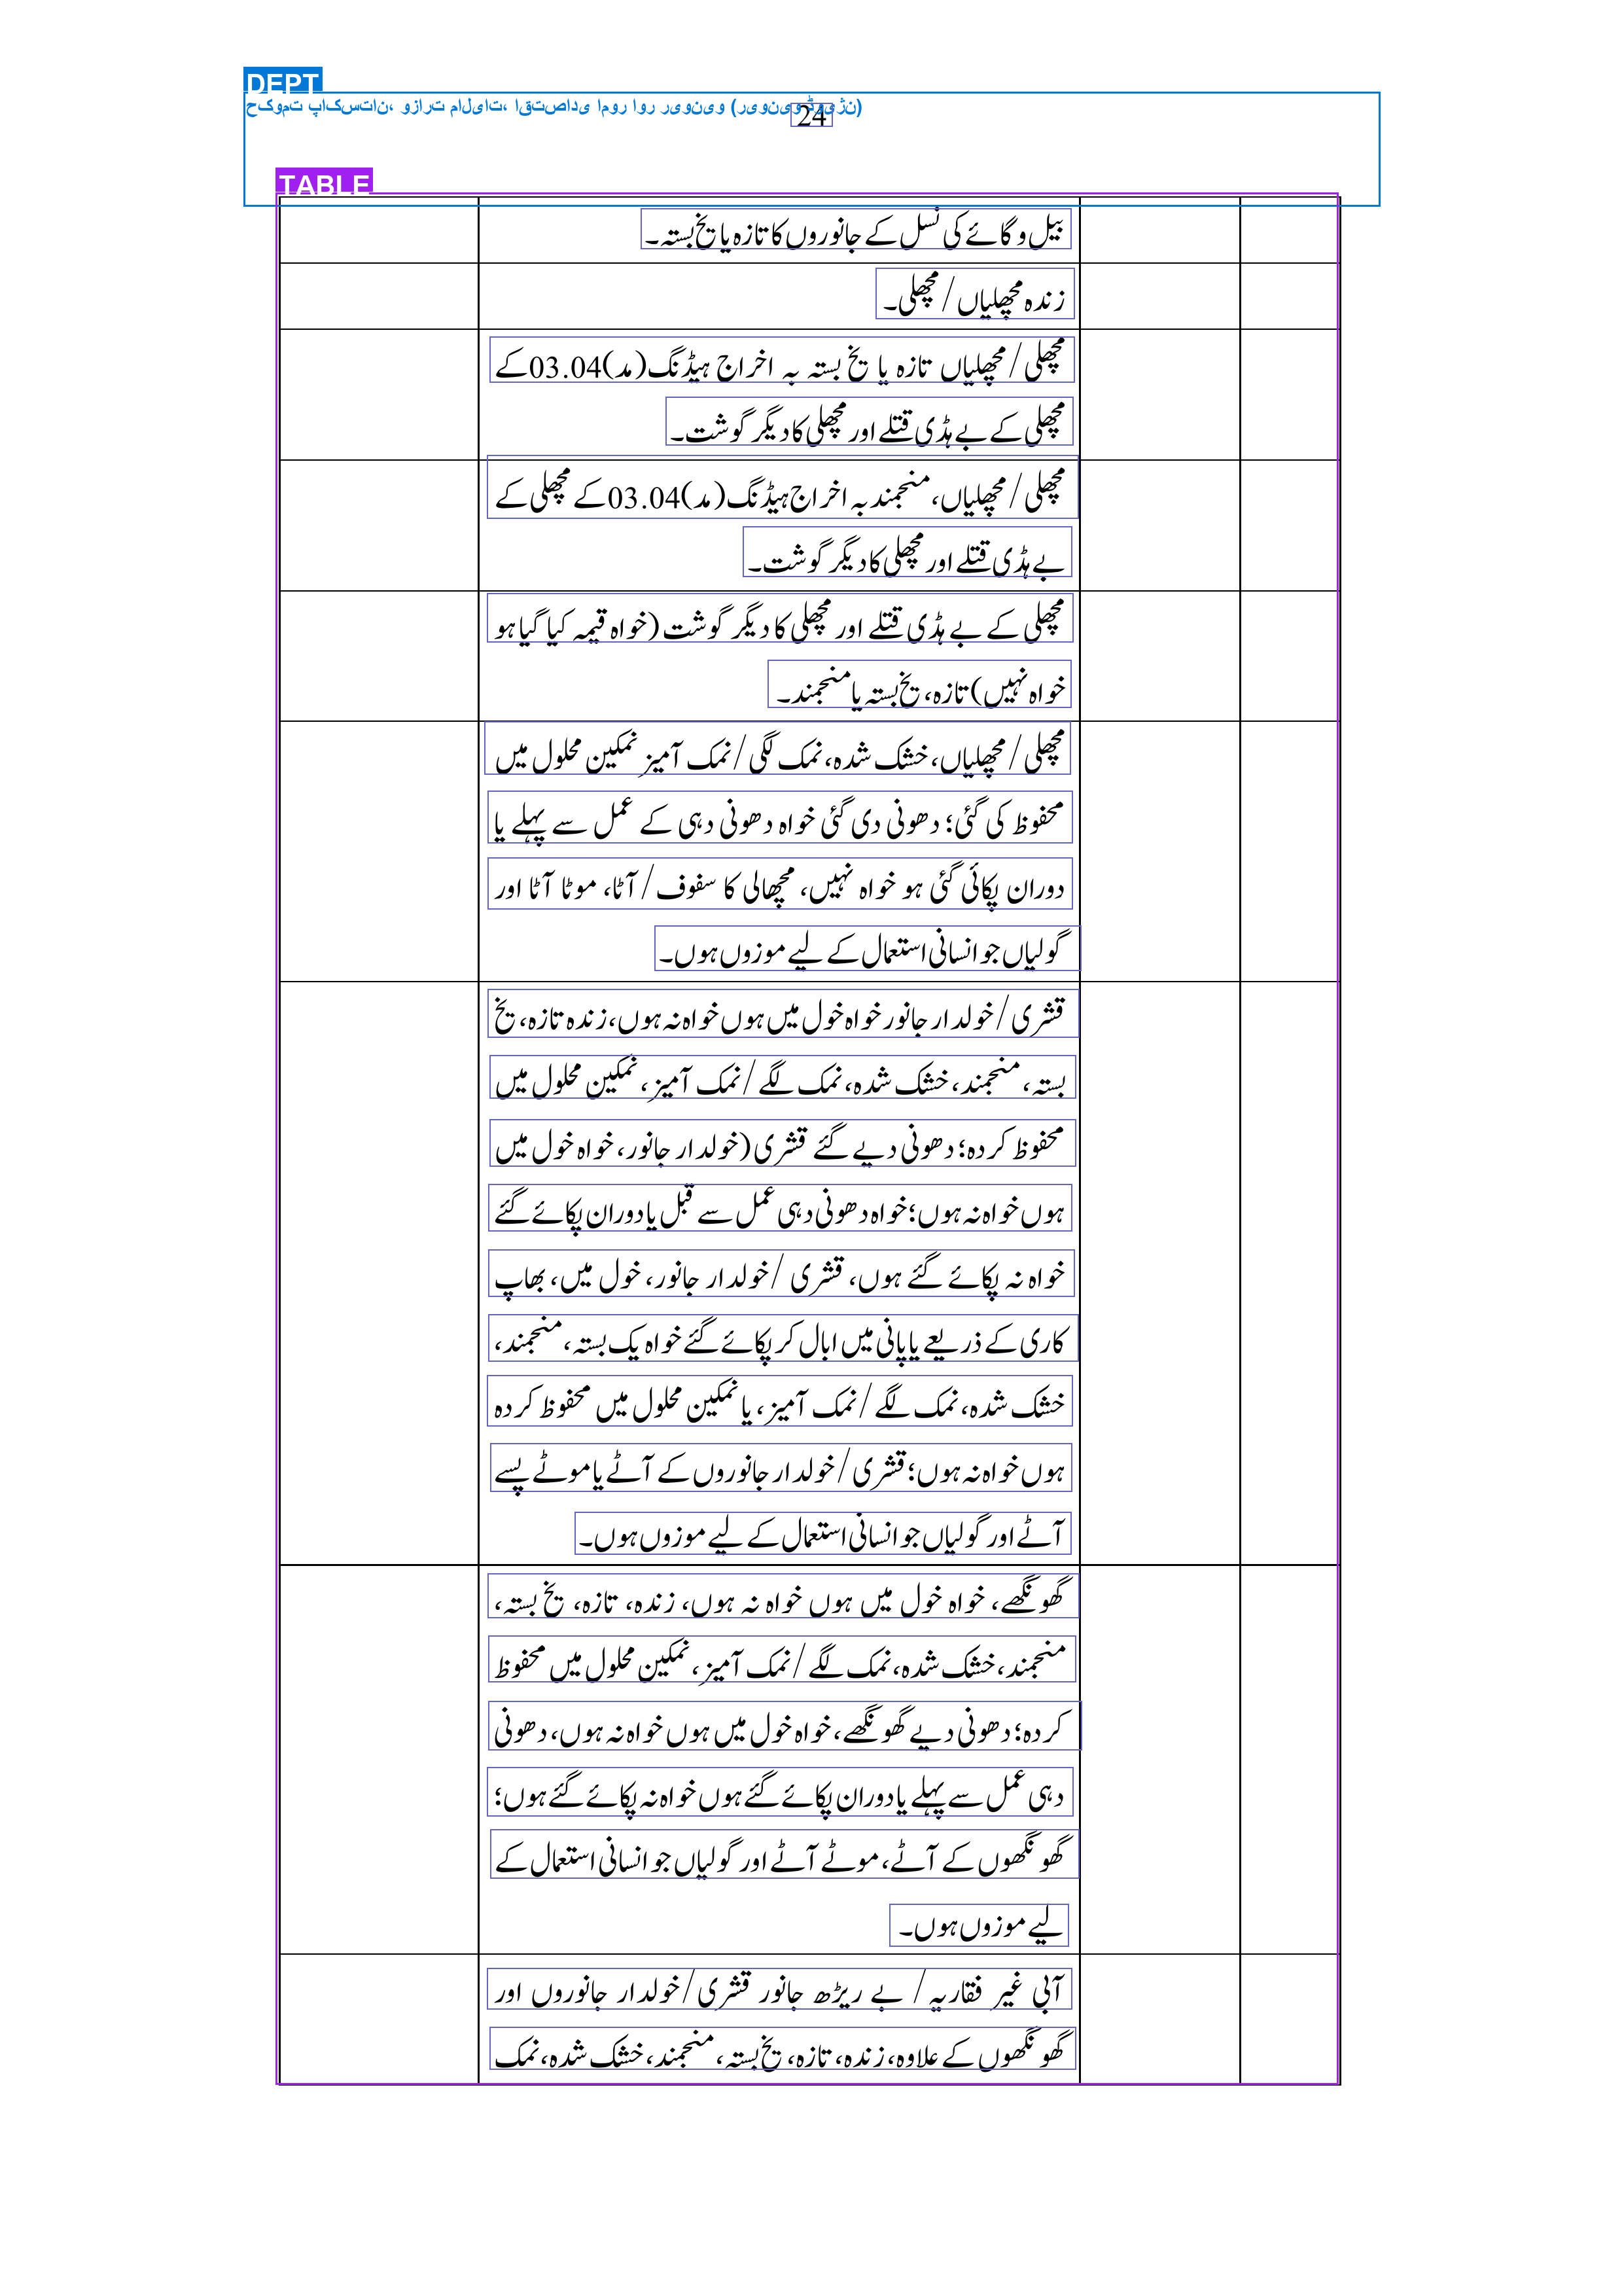 DEPT
حکومت پاکستان، وزارت مالیات، اقتصادی امور اور ریونیو (ریونیو ڈویژن)
24
TABLE
بیل و گائے کی نسل کے جانوروں کا تازہ یا یخ بستہ۔
زندہ مچھلیاں / مچھلی۔
مچھلی / مچھلیاں تازہ یا یخ بستہ بہ اخراج ہیڈنگ (مد) 03.04 کے
مچھلی کے بے ہڈی قتلے اور مچھلی کا دیگر گوشت۔
مچھلی / مچھلیاں، منجمند بہ اخراج ہیڈنگ (مد) 03.04 کے مچھلی کے
بے ہڈی قتلے اور مچھلی کا دیگر گوشت۔
مچھلی کے بے ہڈی قتلے اور مچھلی کا دیگر گوشت (خواہ قیمہ کیا گیا ہو
خواہ نہیں) تازہ، یخ بستہ یا منجمند۔
مچھلی / مچھلیاں، خشک شدہ، نمک لگی / نمک آمیز نمکین محلول میں
محفوظ کی گئی؛ دھونی دی گئی خواہ دھونی دہی کے عمل سے پہلے یا
دوران پکائی گئی ہو خواہ نہیں، مچھالی کا سفوف / آٹا، موٹا آٹا اور
گولیاں جو انسانی استعمال کے لیے موزوں ہوں۔
قشری / خولدار جانور خواہ خول میں ہوں خواہ نہ ہوں، زندہ تازہ، یخ
بستہ، منجمند، خشک شدہ، نمک لگے / نمک آمیز، نمکین محلول میں
محفوظ کردہ؛ دھونی دیے گئے قشری (خولدار جانور، خواہ خول میں
ہوں خواہ نہ ہوں؛ خواہ دھونی دہی عمل سے قبل یا دوران پکائے گئے
خواہ نہ پکائے گئے ہوں، قشری / خولدار جانور، خول میں، بھاپ
کاری کے ذریعے یا پانی میں ابال کر پکائے گئے خواہ یک بستہ، منجمند،
خشک شدہ، نمک لگے / نمک آمیز، یا نمکین محلول میں محفوظ کردہ
ہوں خواہ نہ ہوں؛ قشری / خولدار جانوروں کے آٹے یا موٹے پسے
آٹے اور گولیاں جو انسانی استعمال کے لیے موزوں ہوں۔
گھونگھے، خواہ خول میں ہوں خواہ نہ ہوں، زندہ، تازہ، یخ بستہ،
منجمند، خشک شدہ، نمک لگے / نمک آمیز، نمکین محلول میں محفوظ
کردہ؛ دھونی دیے گھونگھے، خواہ خول میں ہوں خواہ نہ ہوں، دھونی
دہی عمل سے پہلے یا دوران پکائے گئے ہوں خواہ نہ پکائے گئے ہوں؛
گھونگھوں کے آٹے، موٹے آٹے اور گولیاں جو انسانی استعمال کے
لیے موزوں ہوں۔
آبی غیر فقاریہ / بے ریڑھ جانور قشری / خولدار جانوروں اور
گھونگھوں کے علاوہ، زندہ، تازہ، یخ بستہ، منجمند، خشک شدہ، نمک